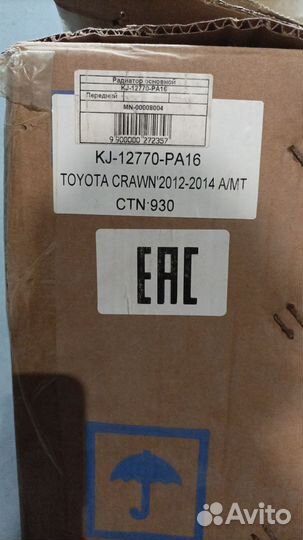 Радиатор основной
KJ-12770-PA16
Передний
MN-00008004
9 900000 272357
KJ-12770-PA16
TOYOTA CRAWN'2012-2014 A/MT
CTN:930
EAC
Avito